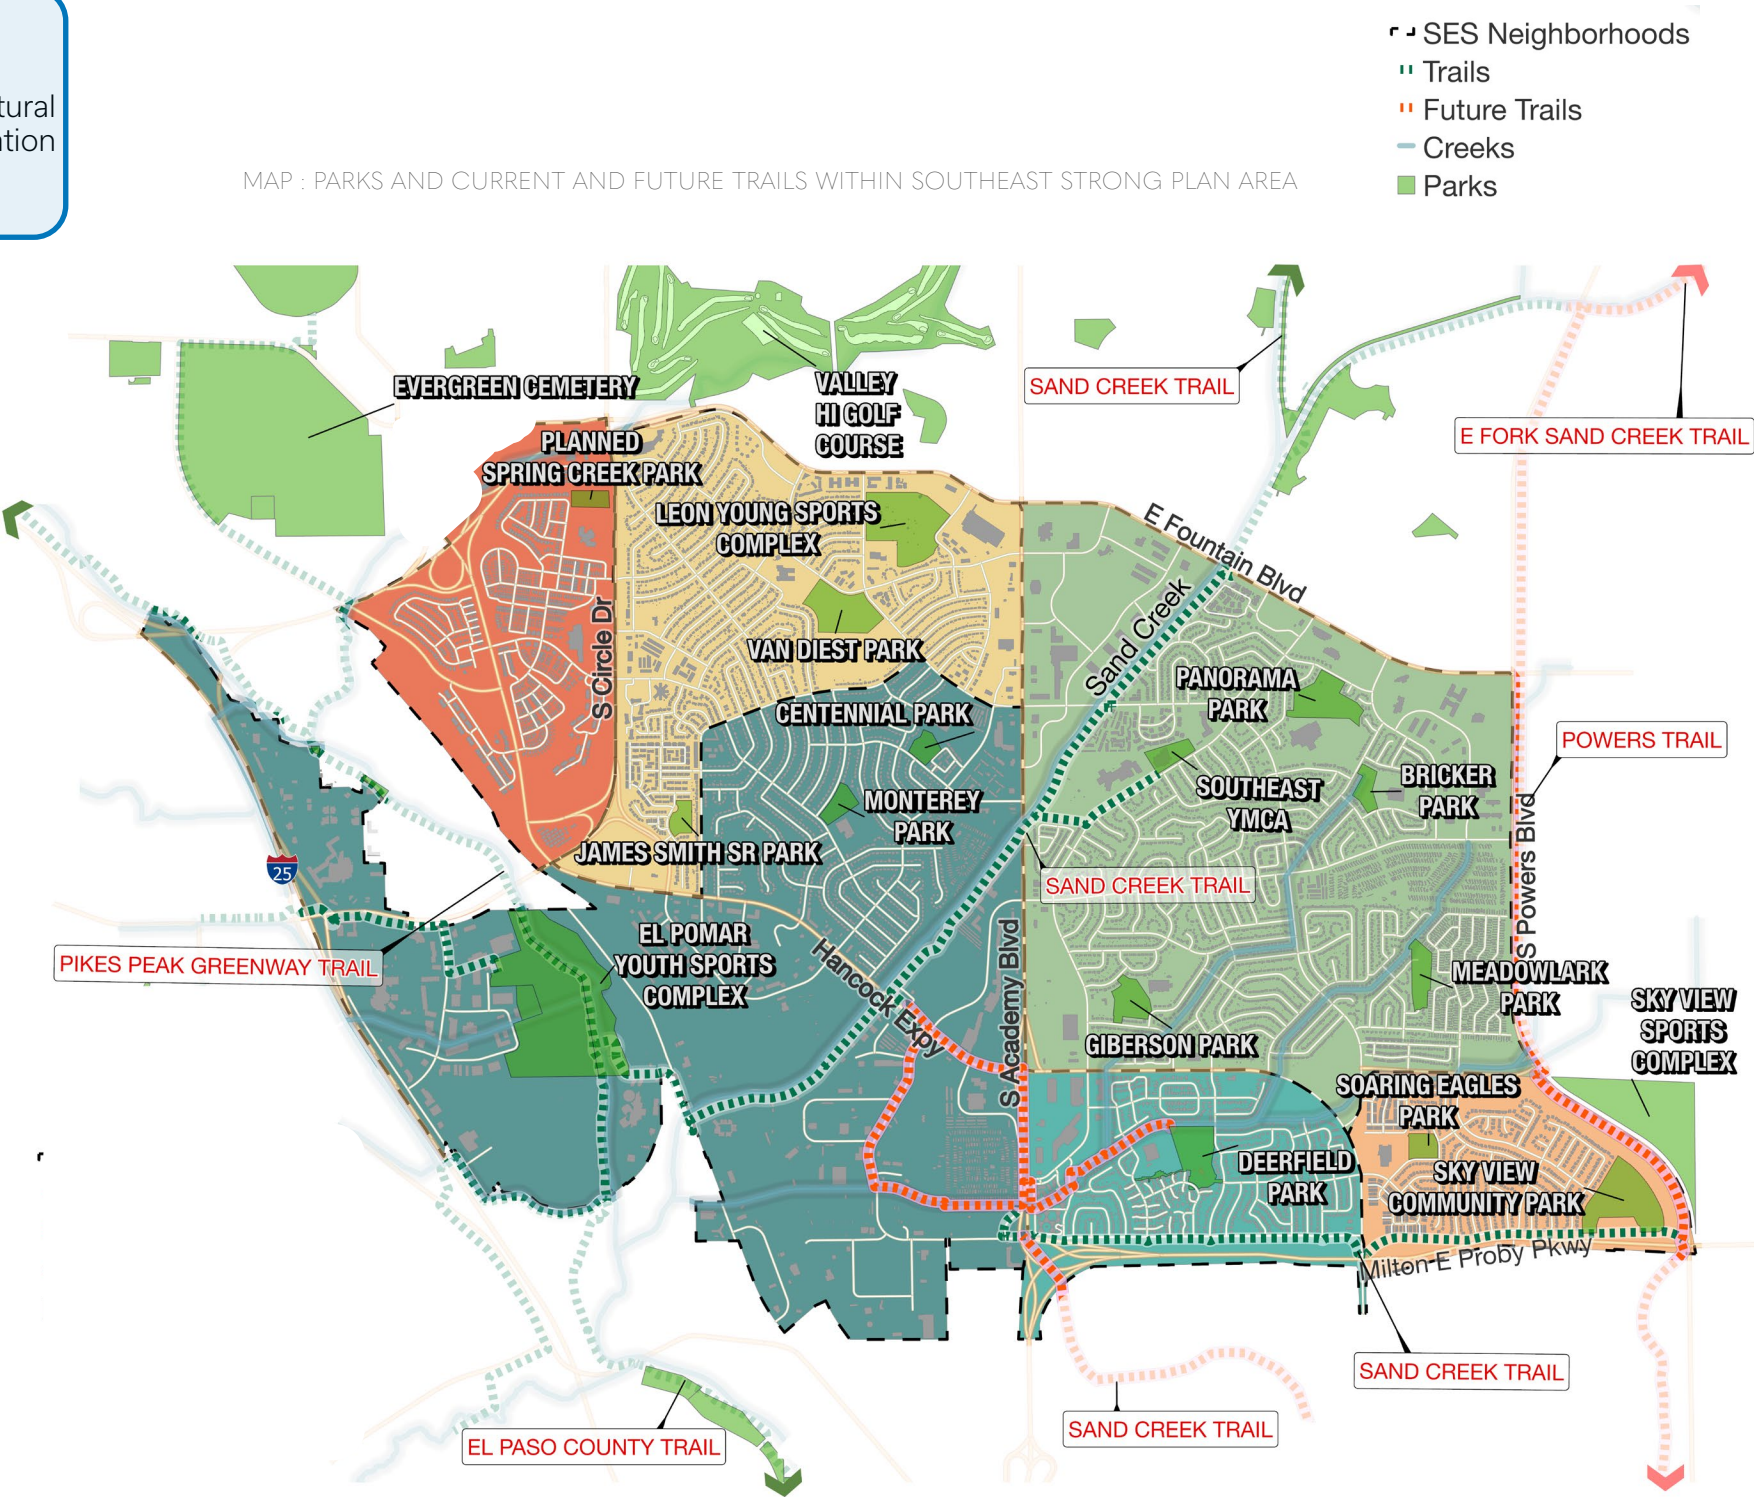 tural
ation
SES Neighborhoods
Trails
Future Trails
Creeks
Parks
MAP : PARKS AND CURRENT AND FUTURE TRAILS WITHIN SOUTHEAST STRONG PLAN AREA
EVERGREEN CEMETERY
VALLEY
HI GOLF
COURSE
SAND CREEK TRAIL
E FORK SAND CREEK TRAIL
PLANNED
SPRING CREEK PARK
LEON YOUNG SPORTS
COMPLEX
E Fountain Blvd
Sand Creek
S Circle Dr
VAN DIEST PARK
PANORAMA
PARK
CENTENNIAL PARK
POWERS TRAIL
SOUTHEAST
YMCA
BRICKER
PARK
MONTEREY
PARK
JAMES SMITH SR PARK
25
SAND CREEK TRAIL
S Powers Blvd
EL POMAR
YOUTH SPORTS
COMPLEX
PIKES PEAK GREENWAY TRAIL
Hancock Expy
S Academy Blvd
MEADOWLARK
PARK
SKY VIEW
SPORTS
COMPLEX
GIBERSON PARK
SOARING EAGLES
PARK
DEERFIELD
PARK
SKY VIEW
COMMUNITY PARK
Milton E Proby Pkwy
SAND CREEK TRAIL
SAND CREEK TRAIL
EL PASO COUNTY TRAIL